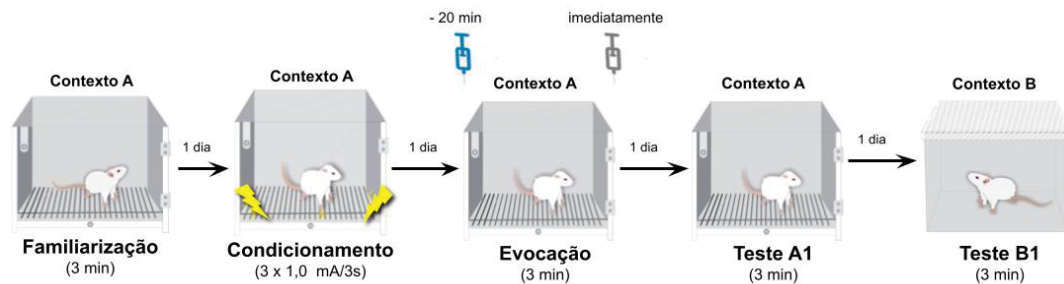 - 20 min
imediatamente
Contexto A
Contexto A
Contexto A
Contexto A
Contexto B
1 dia
1 dia
1 dia
1 dia
Familiarização
(3 min)
Condicionamento
(3 x 1,0 mA/3s)
Evocação
(3 min)
Teste A1
(3 min)
Teste B1
(3 min)